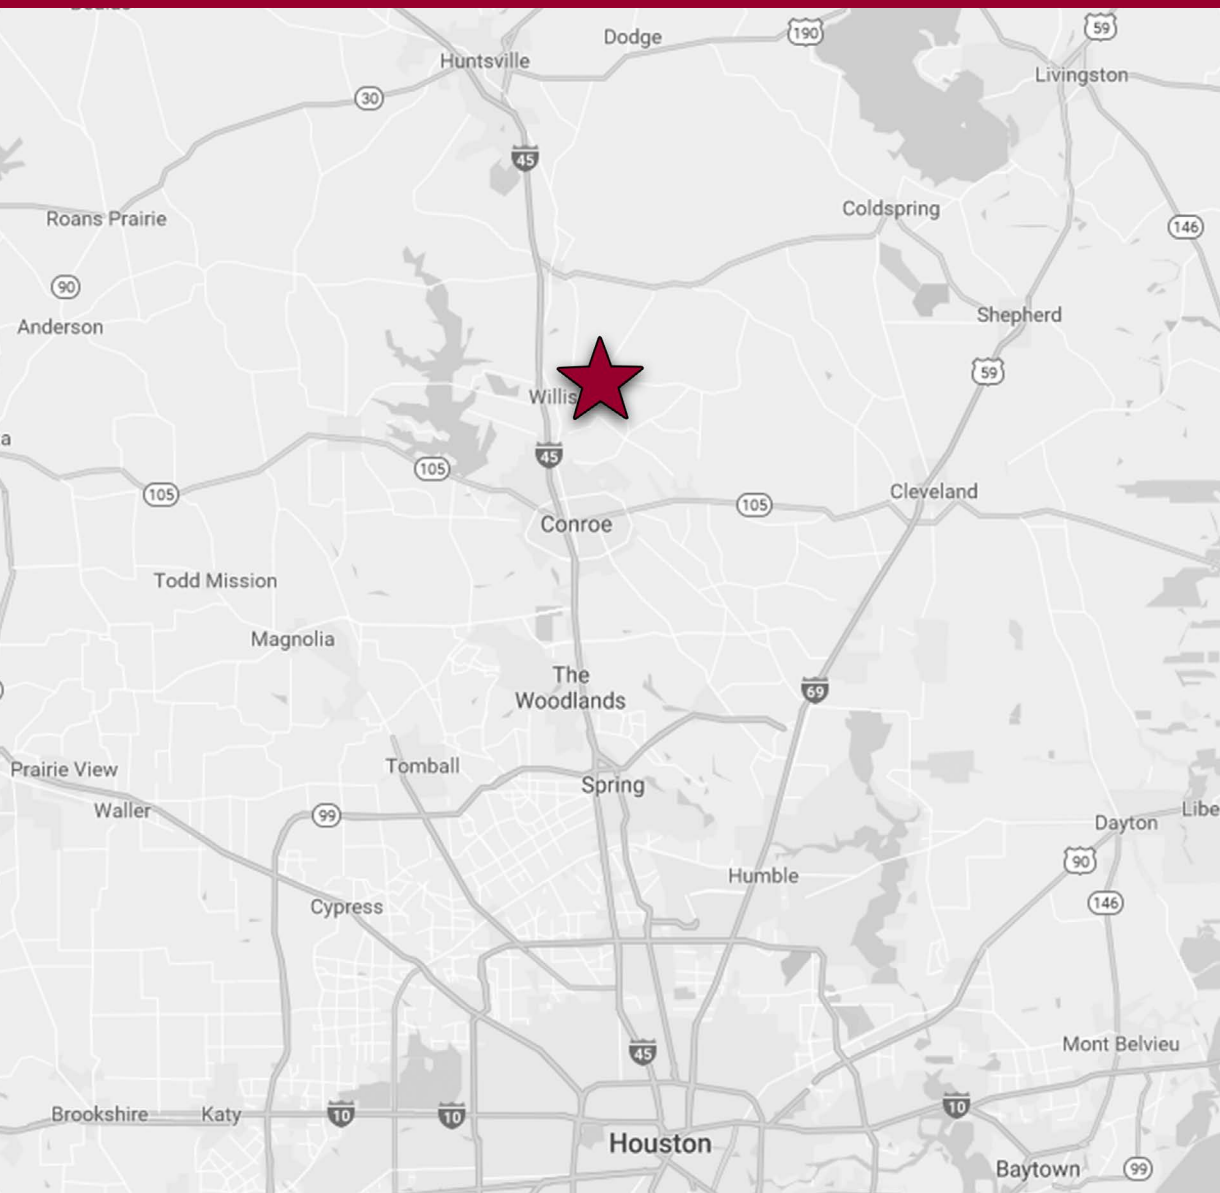 59
Dodge
190
Huntsville
Livingston
30
45
Coldspring
Roans Prairie
146
90
Shepherd
Anderson
59
Willis
a
45
105
105
Cleveland
105
Conroe
Todd Mission
Magnolia
The
Woodlands
69
Prairie View
Tomball
Spring
Waller
99
Libe
Dayton
90
Humble
146
Cypress
Mont Belvieu
45
10
Brookshire
Katy
10
10
Houston
Baytown
99